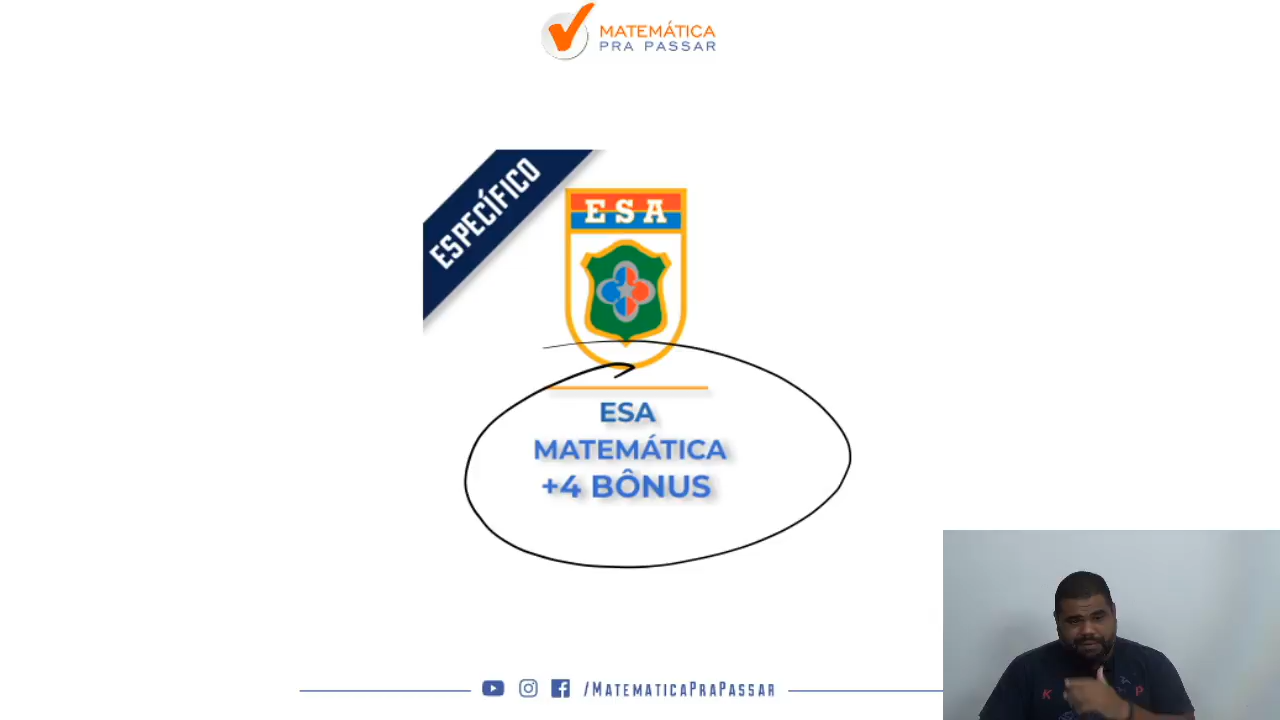 MATEMÁTICA
PRA PASSAR
ESPECÍFICO
ESA
ESA
MATEMÁTICA
+4 BÔNUS
/MATEMATICAPRAPASSAR
K P